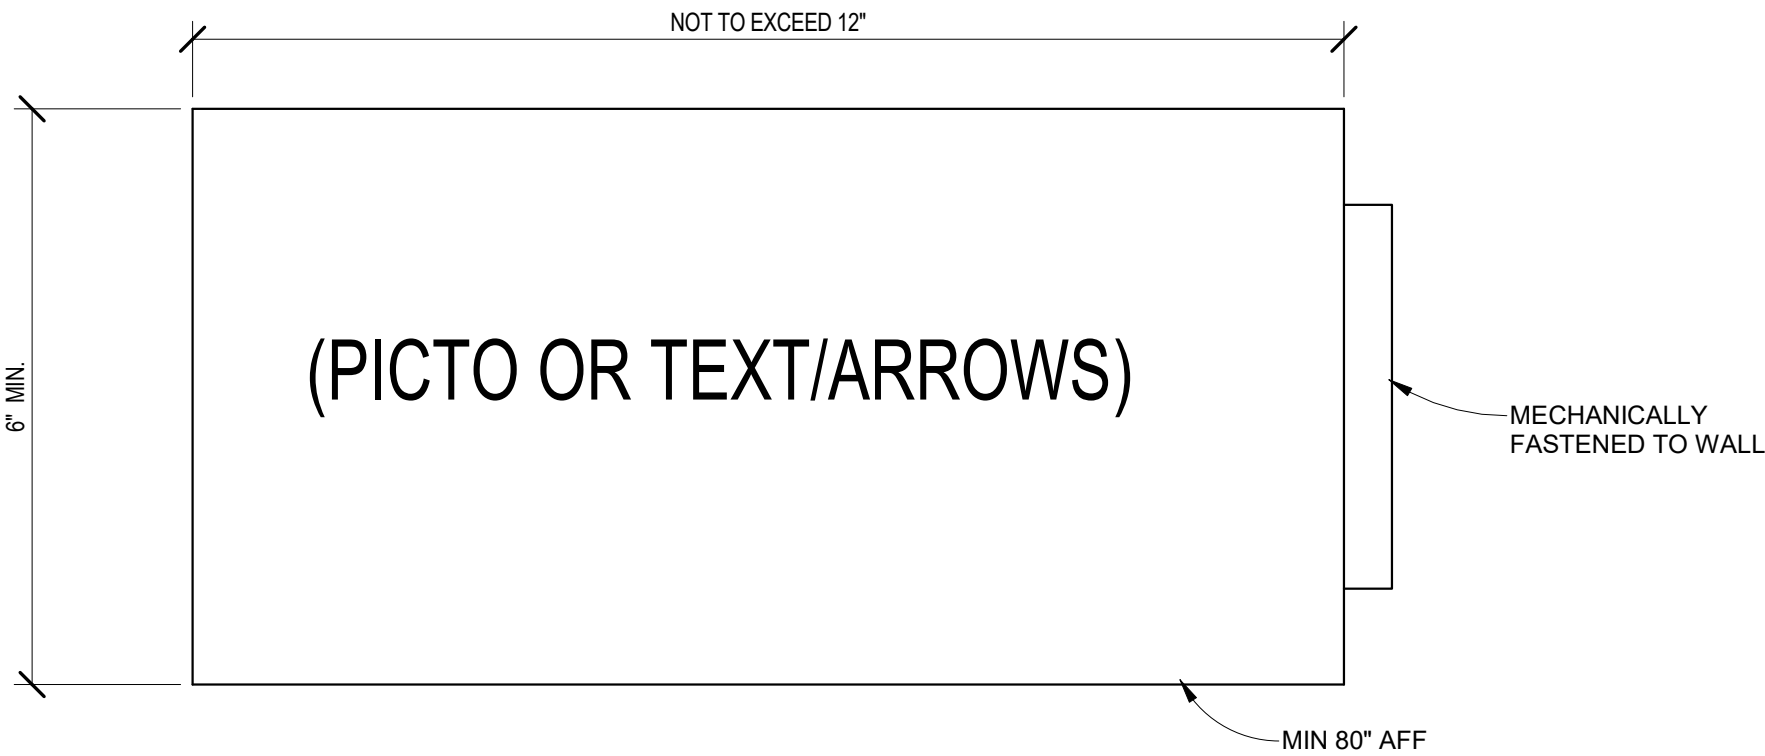 NOT TO EXCEED 12"
6" MIN.
(PICTO OR TEXT/ARROWS)
MECHANICALLY
FASTENED TO WALL
MIN 80" AFF